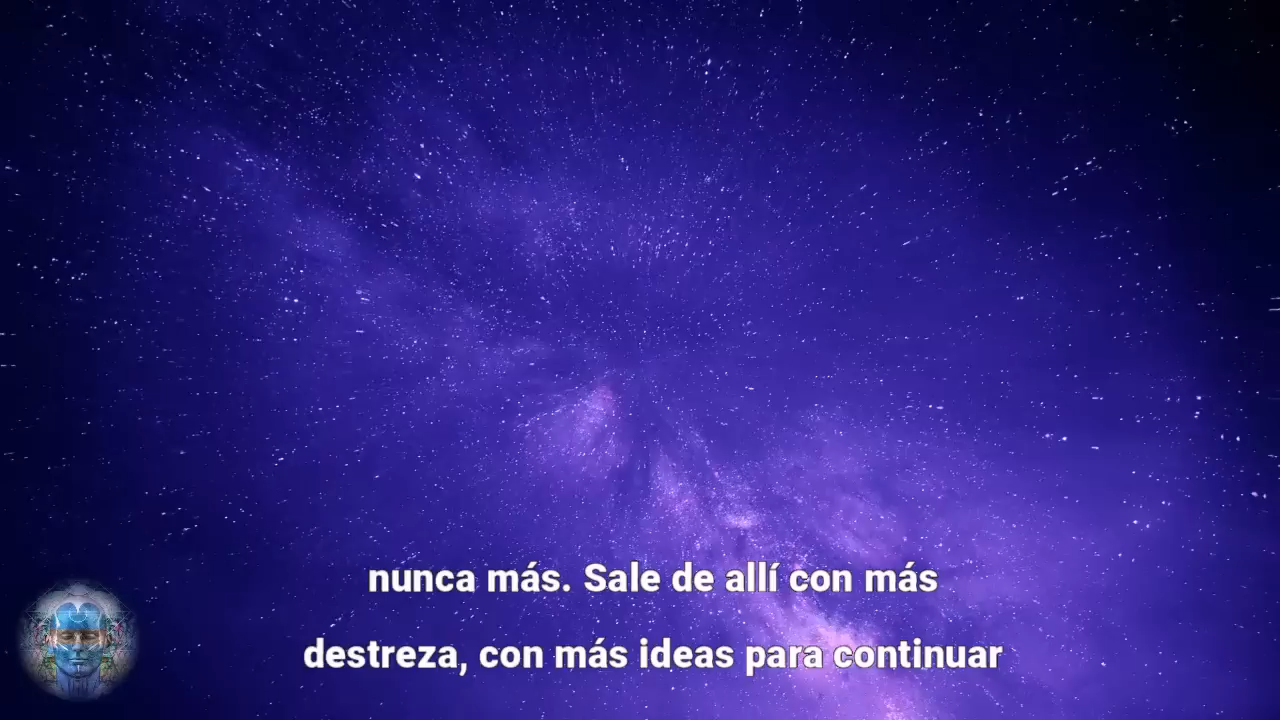 nunca más. Sale de allí con más
destreza, con más ideas para continuar